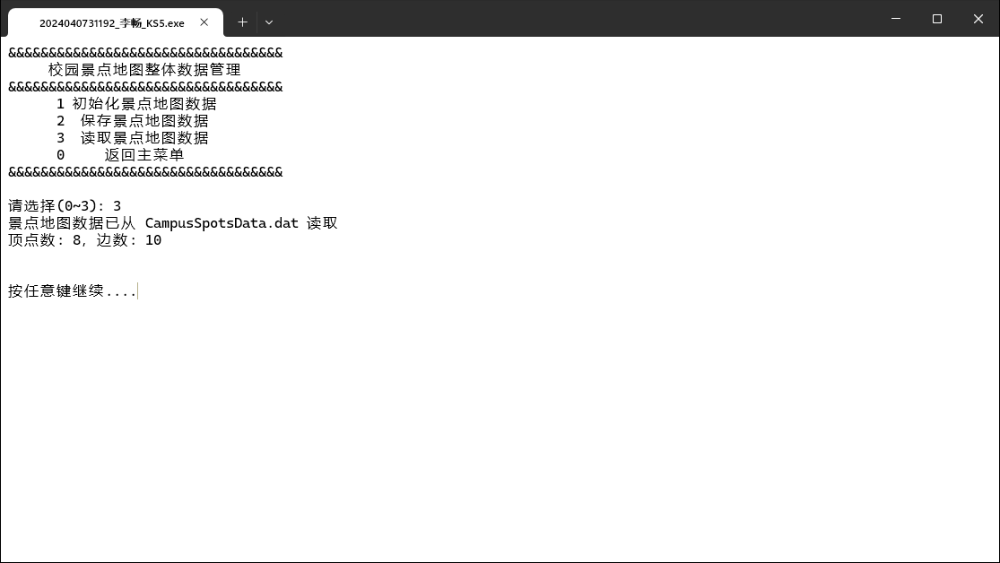 2024040731192_李畅_KS5.exe
&&&&&&&&&&&&&&&&&&&&&&&&&&&&&&&&&&
校园景点地图整体数据管理
&&&&&&&&&&&&&&&&&&&&&&&&&&&&&&&&&&
1 初始化景点地图数据
2 保存景点地图数据
3 读取景点地图数据
0 返回主菜单
&&&&&&&&&&&&&&&&&&&&&&&&&&&&&&&&&&
请选择(0~3): 3
景点地图数据已从 CampusSpotsData.dat 读取
顶点数: 8, 边数: 10
按任意键继续....